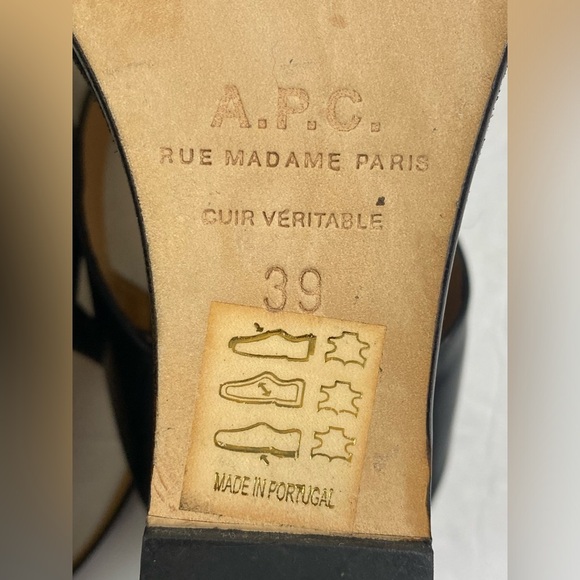 A.P.C.
RUE MADAME PARIS
CUIR VÉRITABLE
39
MADE IN PORTUGAL